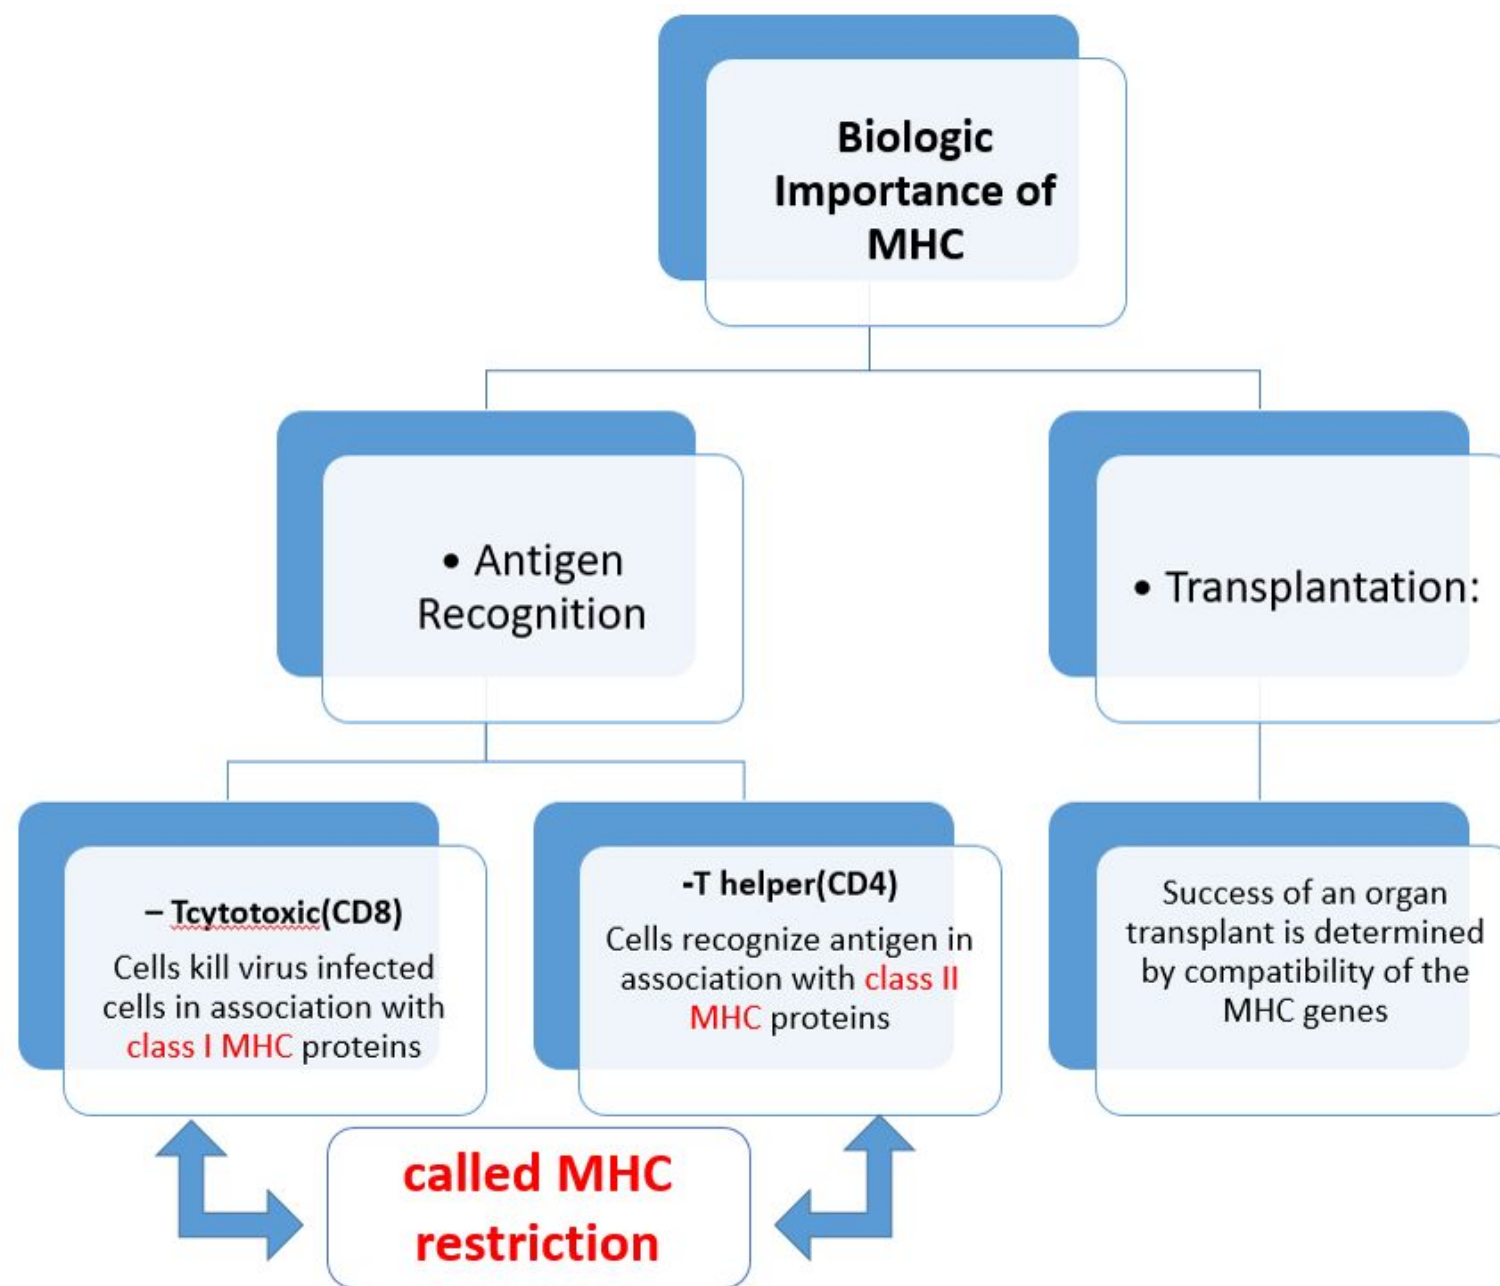 Biologic
Importance of
MHC
• Antigen
Recognition
• Transplantation:
– Tcytotoxic(CD8)
Cells kill virus infected
cells in association with
class I MHC proteins
-T helper(CD4)
Cells recognize antigen in
association with class II
MHC proteins
Success of an organ
transplant is determined
by compatibility of the
MHC genes
called MHC
restriction